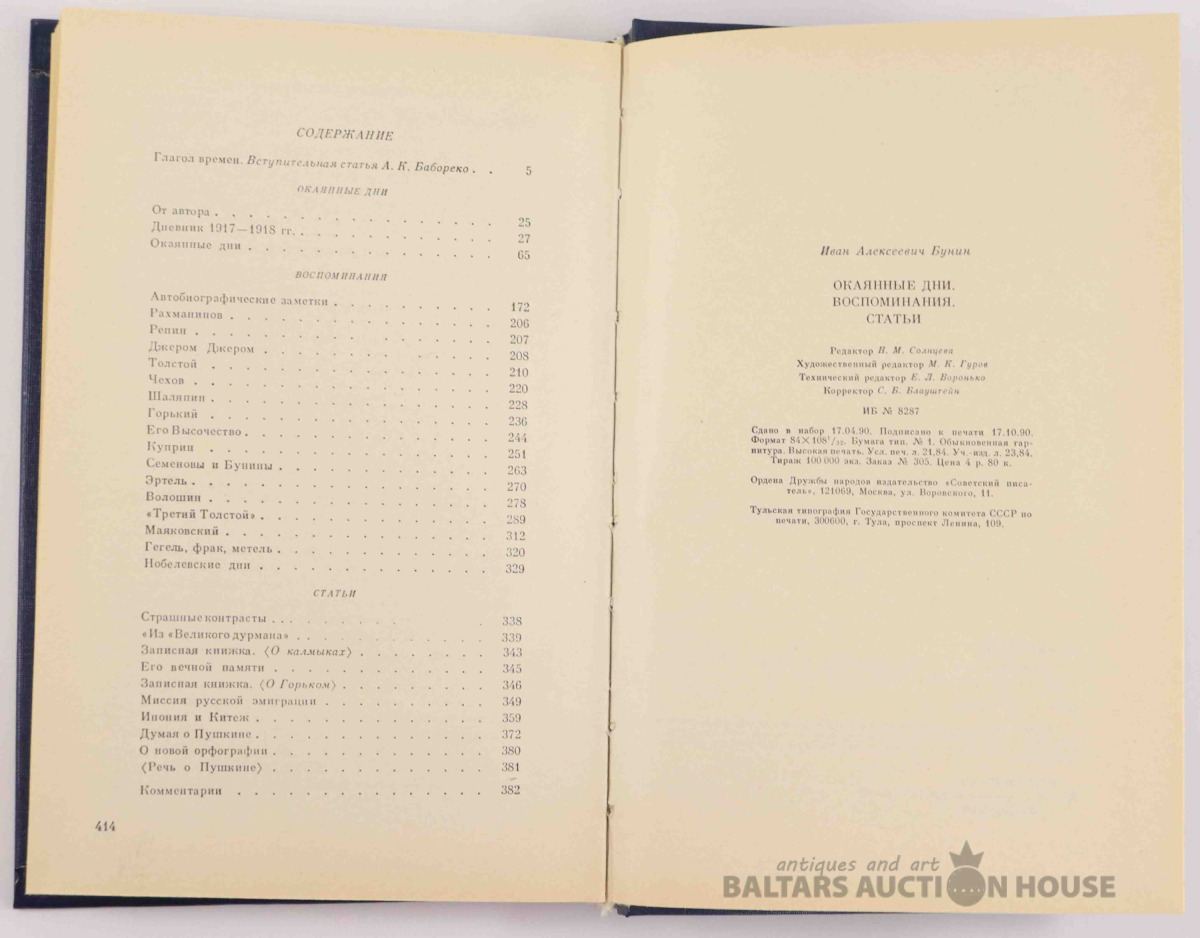 СОДЕРЖАНИЕ
Глагол времен. Вступительная статья А. К. Бабореко . . 5
ОКАЯННЫЕ ДНИ
От автора . . . . . . . . . . . . . . . 25
Дневник 1917—1918 гг. . . . . . . . . . . 27
Окаянные дни . . . . . . . . . . . . . 65
ВОСПОМИНАНИЯ
Автобиографические заметки . . . . . . . . . 172
Рахманинов . . . . . . . . . . . . . . 206
Репин . . . . . . . . . . . . . . . . 207
Джером Джером . . . . . . . . . . . . 208
Толстой . . . . . . . . . . . . . . . 210
Чехов . . . . . . . . . . . . . . . . 220
Шаляпин . . . . . . . . . . . . . . . 228
Горький . . . . . . . . . . . . . . . 236
Его Высочество . . . . . . . . . . . . . 244
Куприн . . . . . . . . . . . . . . . 251
Семеновы и Бунины . . . . . . . . . . . 263
Эртель . . . . . . . . . . . . . . . . 270
Волошин . . . . . . . . . . . . . . . 278
«Третий Толстой» . . . . . . . . . . . . 289
Маяковский . . . . . . . . . . . . . . 312
Гегель, фрак, метель . . . . . . . . . . . 320
Нобелевские дни . . . . . . . . . . . . 329
СТАТЬИ
Страшные контрасты . . . . . . . 338
«Из «Великого дурмана» . . . . . . . . . . 339
Записная книжка. ⟨О калмыках⟩ . . . . . . . 343
Его вечной памяти . . . . . . . . . . . 345
Записная книжка. ⟨О Горьком⟩ . . . . . . . . 346
Миссия русской эмиграции . . . . . . . . . 349
Инония и Китеж . . . . . . . . . . . . 359
Думая о Пушкине . . . . . . . . . . . . 372
О новой орфографии . . . . . . . . . . . 380
⟨Речь о Пушкине⟩ . . . . . . . . . . . 381
Комментарии . . . . . . . . . . . . . 382
414
Иван Алексеевич Бунин
ОКАЯННЫЕ ДНИ.
ВОСПОМИНАНИЯ.
СТАТЬИ
Редактор В. М. Солнцева
Художественный редактор М. К. Гуров
Технический редактор Е. Л. Воронько
Корректор С. Б. Блауштейн
ИБ № 8287
Сдано в набор 17.04.90. Подписано к печати 17.10.90.
Формат 84×108¹/₃₂. Бумага тип. № 1. Обыкновенная гар-
нитура. Высокая печать. Усл. печ. л. 21,84. Уч.-изд. л. 23,84.
Тираж 100 000 экз. Заказ № 305. Цена 4 р. 80 к.
Ордена Дружбы народов издательство «Советский писа-
тель», 121069, Москва, ул. Воровского, 11.
Тульская типография Государственного комитета СССР по
печати, 300600, г. Тула, проспект Ленина, 109.
antiques and art
BALTARS AUCTION HOUSE